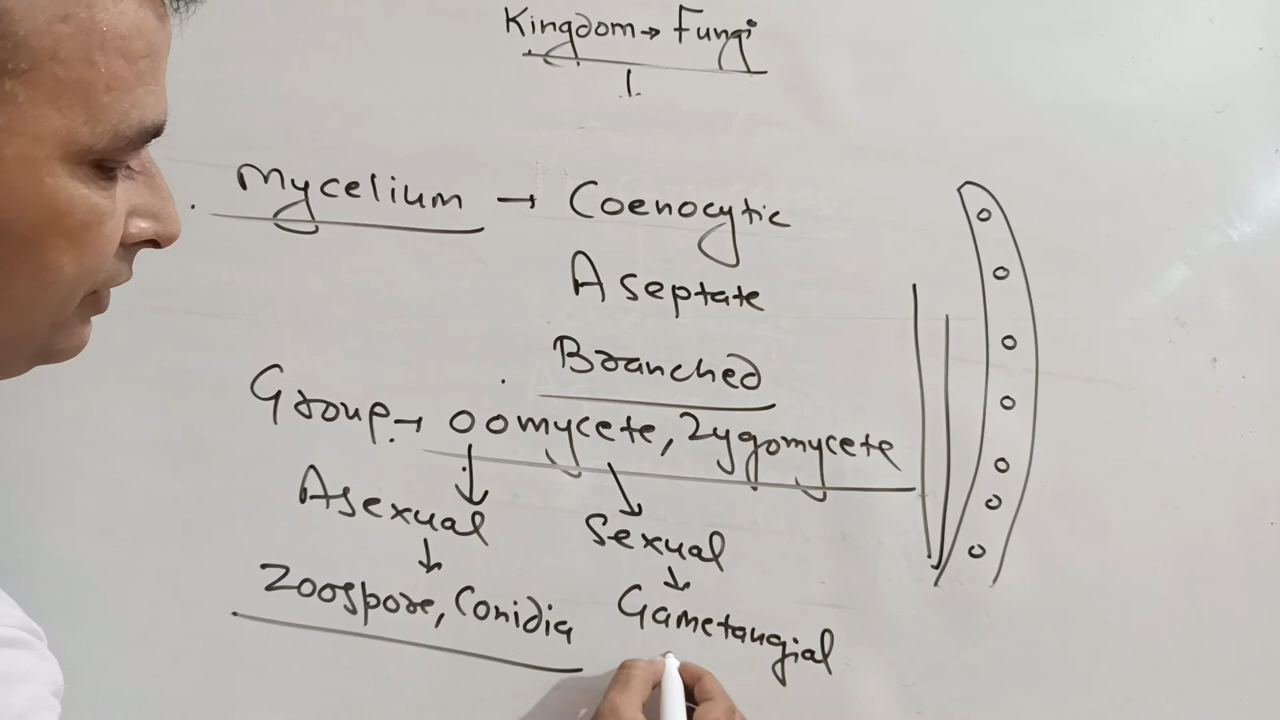 Kingdom → Fungi
Mycelium → Coenocytic
Aseptate
Branched
Group → Oomycete, Zygomycete
Asexual
Sexual
Zoospore, Conidia
Gametangial